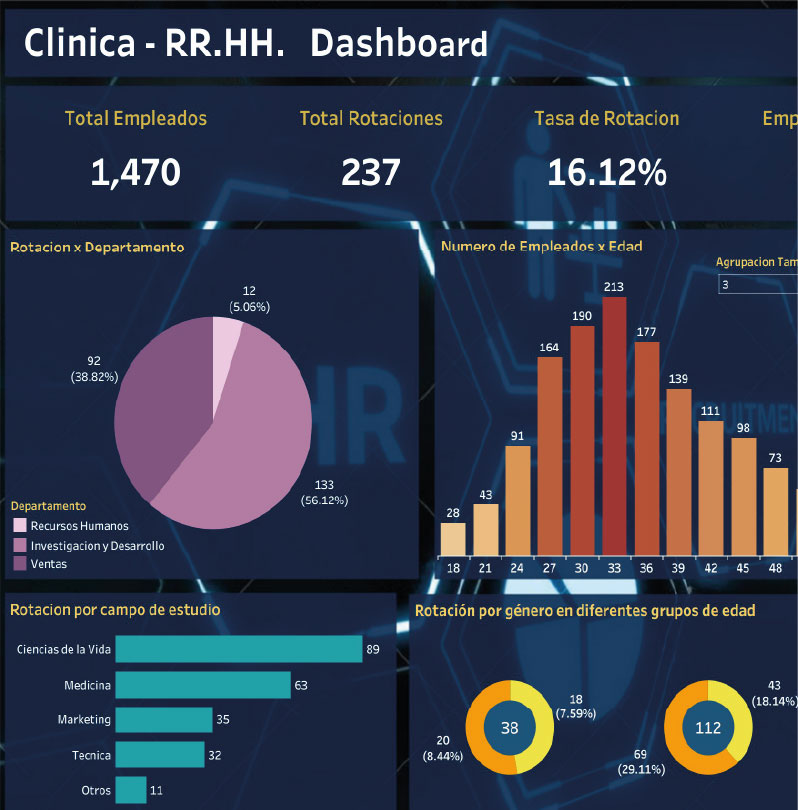 Clinica - RR.HH. Dashboard
Total Empleados
1,470
Total Rotaciones
237
Tasa de Rotacion
16.12%
Emp
Rotacion x Departamento
12
(5.06%)
92
(38.82%)
133
(56.12%)
HR
Departamento
Recursos Humanos
Investigacion y Desarrollo
Ventas
Numero de Empleados x Edad
Agrupacion Tam
3
28
43
91
164
190
213
177
139
111
98
73
18
21
24
27
30
33
36
39
42
45
48
Rotacion por campo de estudio
Ciencias de la Vida 89
Medicina 63
Marketing 35
Tecnica 32
Otros 11
Rotación por género en diferentes grupos de edad
38
18
(7.59%)
20
(8.44%)
112
43
(18.14%)
69
(29.11%)